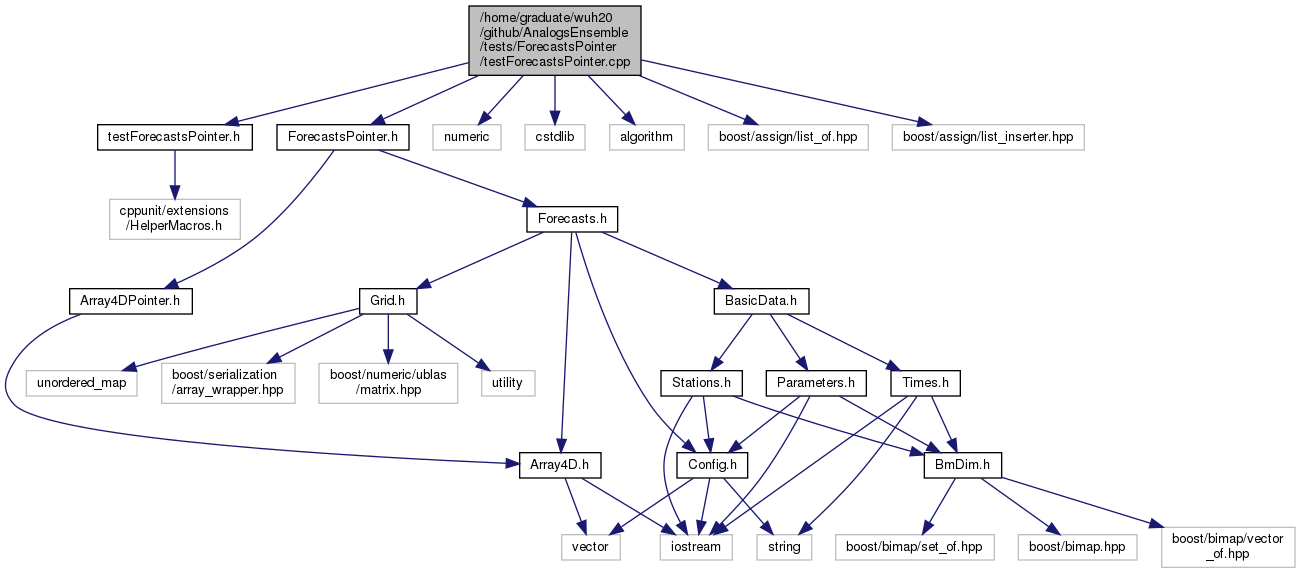 /home/graduate/wuh20
/github/AnalogsEnsemble
/tests/ForecastsPointer
/testForecastsPointer.cpp
testForecastsPointer.h
ForecastsPointer.h
numeric
cstdlib
algorithm
boost/assign/list_of.hpp
boost/assign/list_inserter.hpp
cppunit/extensions
/HelperMacros.h
Forecasts.h
Array4DPointer.h
Grid.h
BasicData.h
unordered_map
boost/serialization
/array_wrapper.hpp
boost/numeric/ublas
/matrix.hpp
utility
Stations.h
Parameters.h
Times.h
Array4D.h
Config.h
BmDim.h
vector
iostream
string
boost/bimap/set_of.hpp
boost/bimap.hpp
boost/bimap/vector
_of.hpp